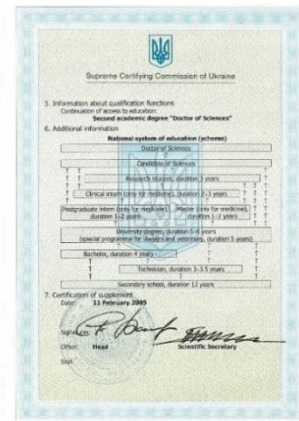 Supreme Certifying Commission of Ukraine
5. Information about qualification functions
Continuation of access to education:
Second academic degree "Doctor of Sciences"
6. Additional information
National system of education (scheme)
Doctor of Sciences
Candidate of Sciences
Research studies, duration 3 years
Clinical intern (only for medicine), duration 2-3 years
Postgraduate intern (only for medicine), duration 1-2 years
Master (only for medicine), duration 1-2 years
University degree, duration 5-6 years
(special programme for lawyers and veterinary, duration 5 years)
Bachelor, duration 4 years
Technician, duration 3-3.5 years
Secondary school, duration 12 years
7. Certification of supplement
Date: 11 February 2005
Signatures:
Office: Head Scientific Secretary
Seal: